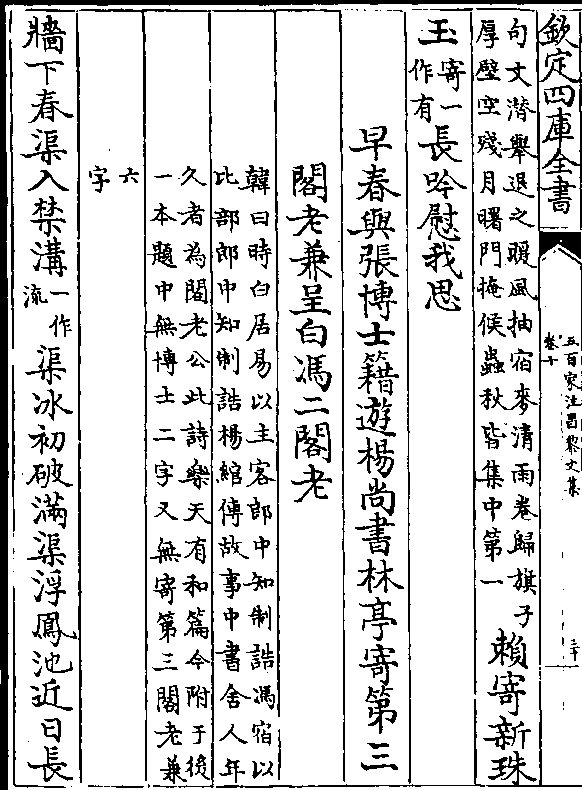 欽定四庫全書
五百家注昌黎文集
卷十
二十
句丈潜舉退之暖風抽宿麥清雨卷歸旗子
厚壁空殘月曙門掩候蟲秋皆集中第一
賴寄新珠
玉寄一作有長吟慰我思
早春與張博士籍遊楊尚書林亭寄第三
閣老兼呈白馮二閣老
韓曰時白居易以主客郎中知制誥馮宿以
比部郎中知制誥楊綰傳故事中書舍人年
久者為閣老公此詩樂天有和篇今附于後
一本題中無博士二字又無寄第三閣老兼
六字
牆下春渠入禁溝一作流渠冰初破滿渠浮鳳池近日長